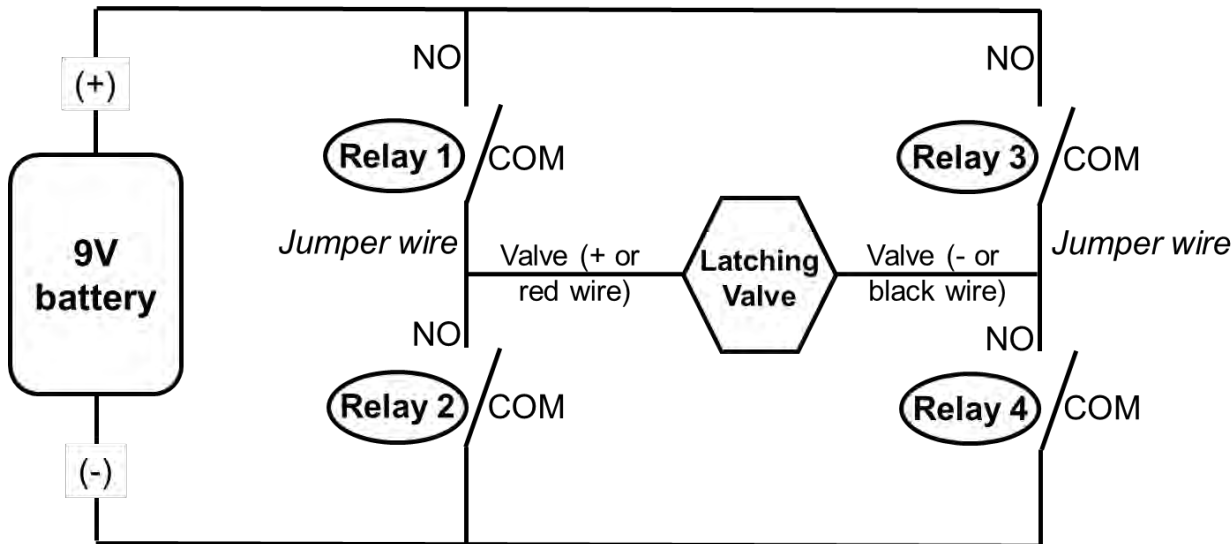 (+)
9V
battery
(-)
NO
Relay 1
COM
Jumper wire
Valve (+ or
red wire)
NO
Relay 2
COM
Latching
Valve
NO
Relay 3
COM
Valve (- or
black wire)
Jumper wire
NO
Relay 4
COM